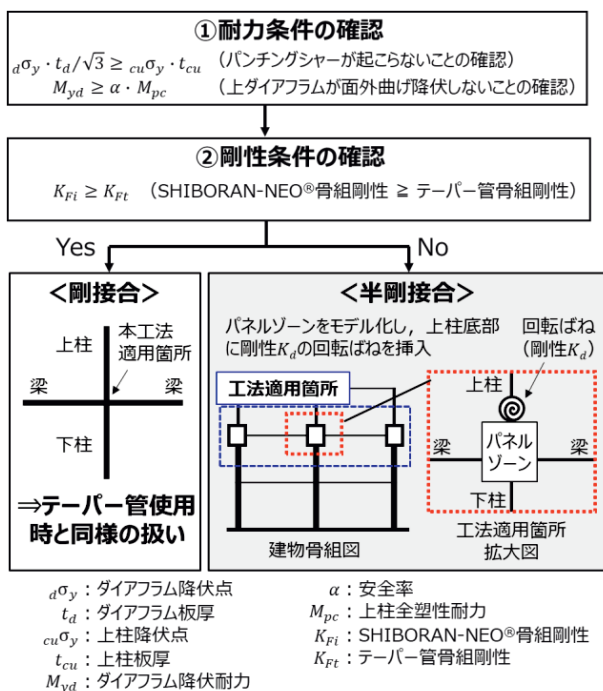 ①耐力条件の確認
dσy・td/√3 ≥ cuσy・tcu （パンチングシャーが起こらないことの確認）
Myd ≥ α・Mpc （上ダイアフラムが面外曲げ降伏しないことの確認）
②剛性条件の確認
KFi ≥ KFt （SHIBORAN-NEO®骨組剛性 ≧ テーパー管骨組剛性）
Yes
No
＜剛接合＞
上柱
本工法
適用箇所
梁
梁
下柱
⇒テーパー管使用
時と同様の扱い
＜半剛接合＞
パネルゾーンをモデル化し，上柱底部
に剛性Kdの回転ばねを挿入
回転ばね
（剛性Kd）
工法適用箇所
上柱
パネル
ゾーン
梁
梁
下柱
建物骨組図
工法適用箇所
拡大図
dσy：ダイアフラム降伏点
td：ダイアフラム板厚
cuσy：上柱降伏点
tcu：上柱板厚
Myd：ダイアフラム降伏耐力
α：安全率
Mpc：上柱全塑性耐力
KFi：SHIBORAN-NEO®骨組剛性
KFt：テーパー管骨組剛性